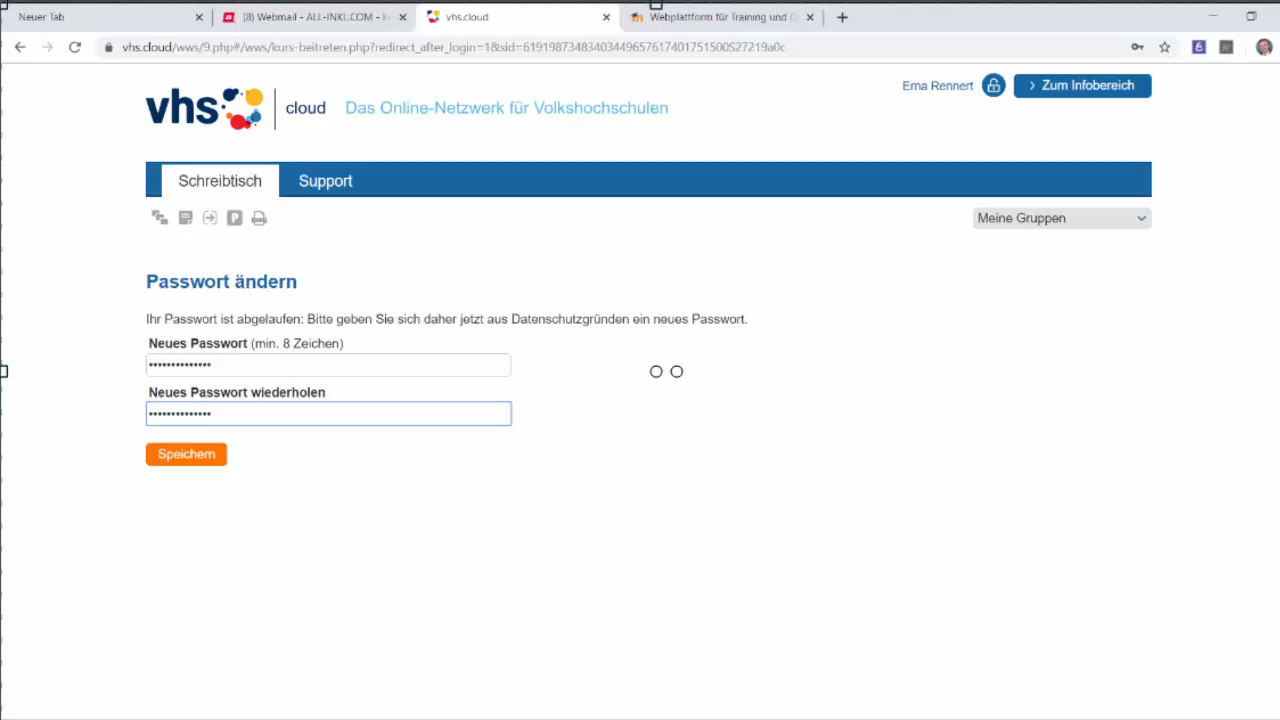 Neuer Tab
(8) Webmail - ALL-INKL.COM -
vhs.cloud
Webplattform für Training und
vhs.cloud/wws/9.php#/wws/kurs-beitreten.php?redirect_after_login=1&sid=61919873483403449657617401751500S27219a0c
vhs
cloud
Das Online-Netzwerk für Volkshochschulen
Erna Rennert
Zum Infobereich
Schreibtisch
Support
P
Meine Gruppen
Passwort ändern
Ihr Passwort ist abgelaufen: Bitte geben Sie sich daher jetzt aus Datenschutzgründen ein neues Passwort.
Neues Passwort (min. 8 Zeichen)
••••••••••••••
Neues Passwort wiederholen
••••••••••••••
Speichern